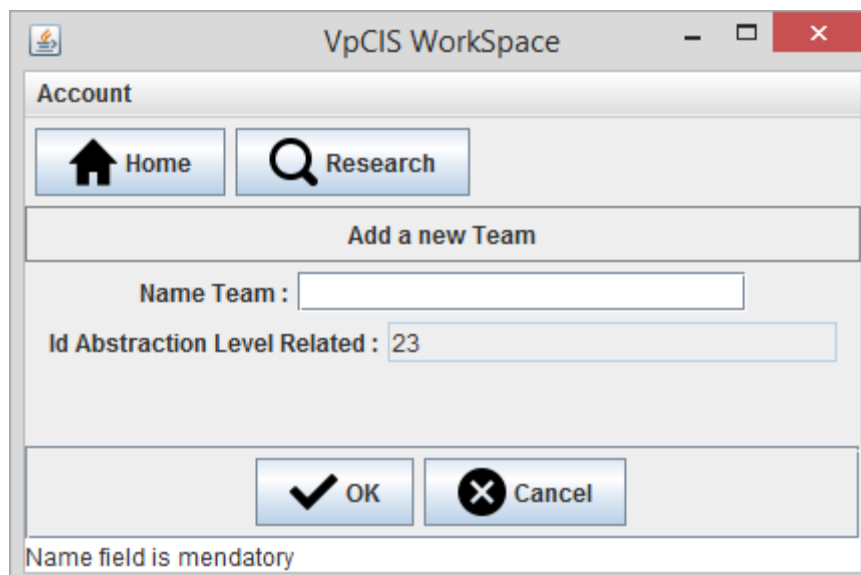 VpCIS WorkSpace
Account
Home Research
Add a new Team
Name Team :
Id Abstraction Level Related : 23
OK Cancel
Name field is mendatory